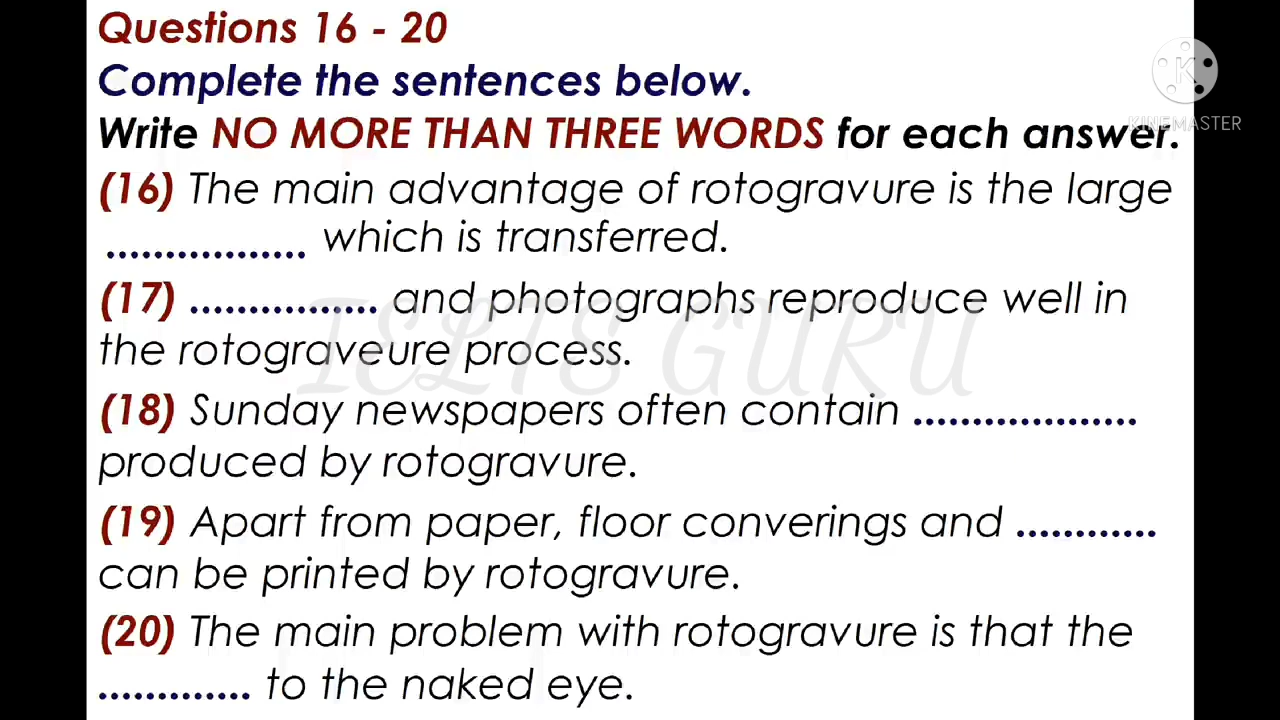 Questions 16 - 20
Complete the sentences below.
Write NO MORE THAN THREE WORDS for each answer.
KINEMASTER
(16) The main advantage of rotogravure is the large
................. which is transferred.
(17) ................ and photographs reproduce well in
the rotograveure process.
IELTS GURU
(18) Sunday newspapers often contain ...................
produced by rotogravure.
(19) Apart from paper, floor converings and ............
can be printed by rotogravure.
(20) The main problem with rotogravure is that the
............. to the naked eye.